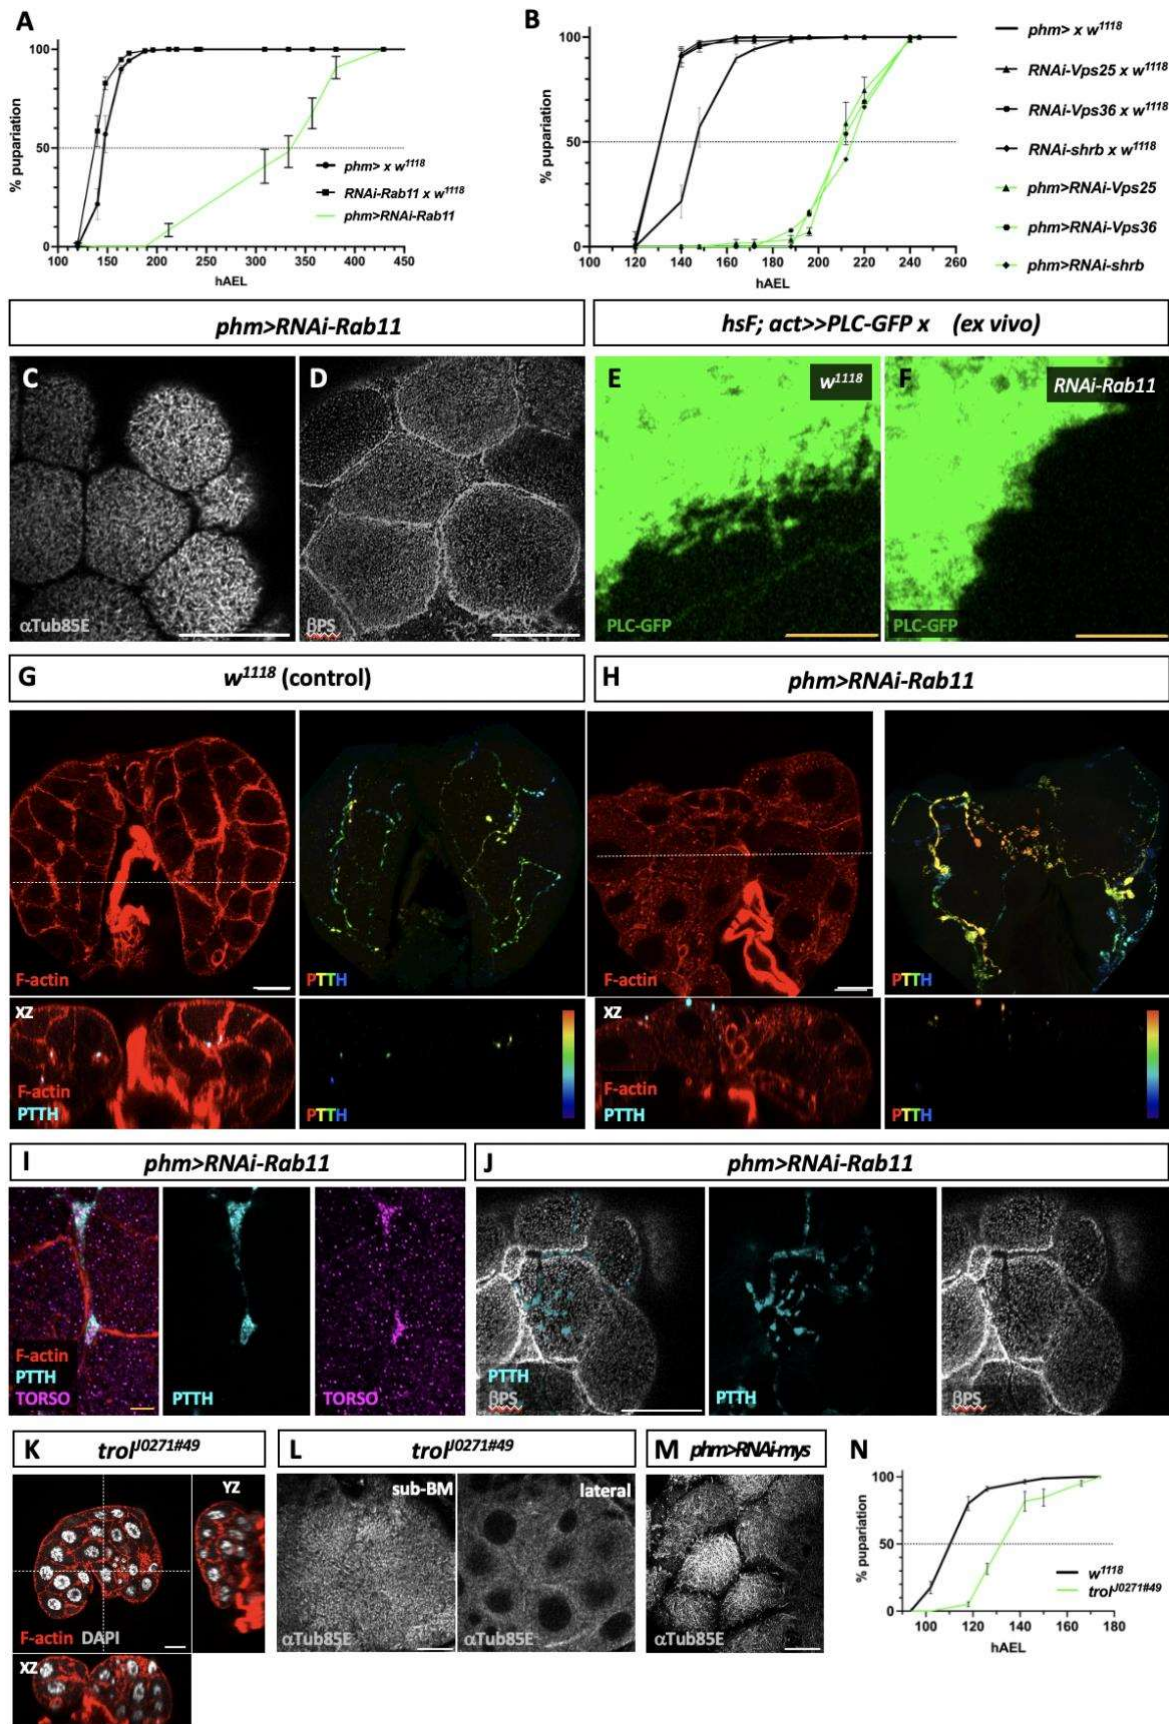 A
B
% pupariation
100
50
0
100 150 200 250 300 350 400 450
hAEL
phm> x w1118
RNAi-Rab11 x w1118
phm>RNAi-Rab11
% pupariation
100
50
0
100 120 140 160 180 200 220 240 260
hAEL
phm> x w1118
RNAi-Vps25 x w1118
RNAi-Vps36 x w1118
RNAi-shrb x w1118
phm>RNAi-Vps25
phm>RNAi-Vps36
phm>RNAi-shrb
phm>RNAi-Rab11
hsF; act>>PLC-GFP x (ex vivo)
C
αTub85E
D
βPS
E
w1118
PLC-GFP
F
RNAi-Rab11
PLC-GFP
G w1118 (control)
H phm>RNAi-Rab11
F-actin
PTTH
F-actin
PTTH
XZ
F-actin
PTTH
PTTH
XZ
F-actin
PTTH
PTTH
I phm>RNAi-Rab11
J phm>RNAi-Rab11
F-actin
PTTH
TORSO
PTTH
TORSO
PTTH
βPS
PTTH
βPS
K trolJ0271#49
L trolJ0271#49
M phm>RNAi-mys
N
YZ
F-actin DAPI
XZ
sub-BM
αTub85E
lateral
αTub85E
αTub85E
% pupariation
100
50
0
w1118
trolJ0271#49
100 120 140 160 180
hAEL